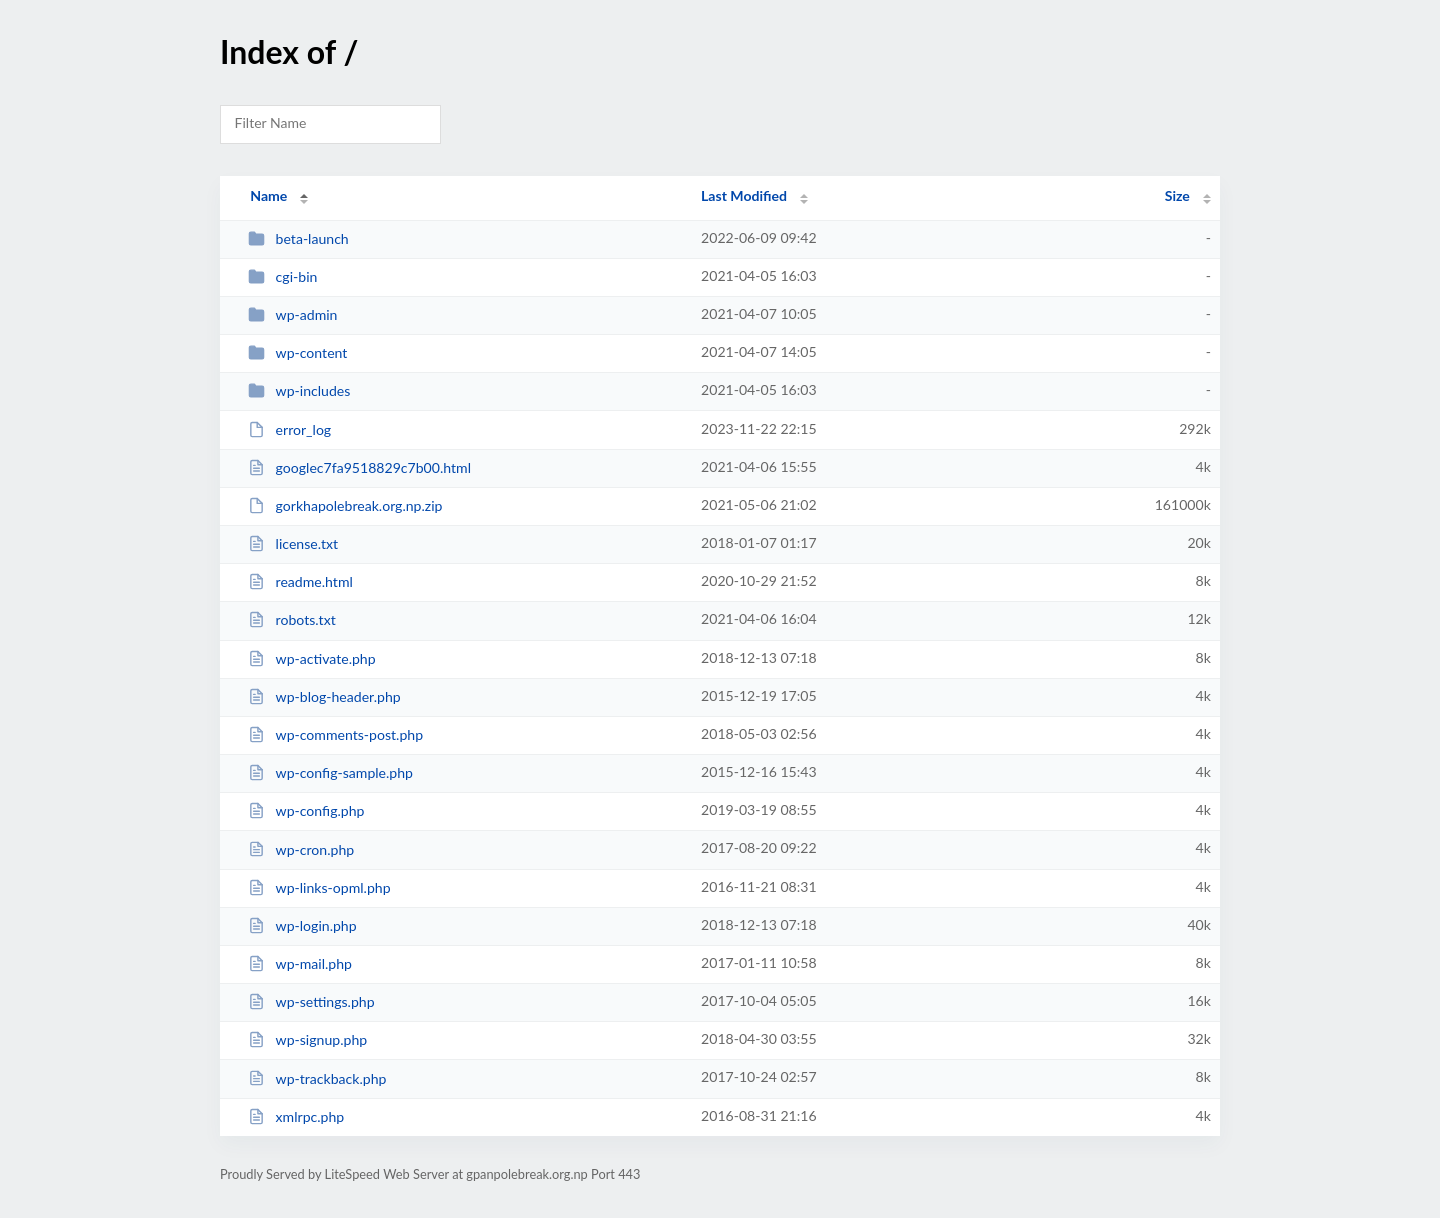 Index of /
Filter Name
Name Last Modified Size
beta-launch 2022-06-09 09:42 -
cgi-bin 2021-04-05 16:03 -
wp-admin 2021-04-07 10:05 -
wp-content 2021-04-07 14:05 -
wp-includes 2021-04-05 16:03 -
error_log 2023-11-22 22:15 292k
googlec7fa9518829c7b00.html 2021-04-06 15:55 4k
gorkhapolebreak.org.np.zip 2021-05-06 21:02 161000k
license.txt 2018-01-07 01:17 20k
readme.html 2020-10-29 21:52 8k
robots.txt 2021-04-06 16:04 12k
wp-activate.php 2018-12-13 07:18 8k
wp-blog-header.php 2015-12-19 17:05 4k
wp-comments-post.php 2018-05-03 02:56 4k
wp-config-sample.php 2015-12-16 15:43 4k
wp-config.php 2019-03-19 08:55 4k
wp-cron.php 2017-08-20 09:22 4k
wp-links-opml.php 2016-11-21 08:31 4k
wp-login.php 2018-12-13 07:18 40k
wp-mail.php 2017-01-11 10:58 8k
wp-settings.php 2017-10-04 05:05 16k
wp-signup.php 2018-04-30 03:55 32k
wp-trackback.php 2017-10-24 02:57 8k
xmlrpc.php 2016-08-31 21:16 4k
Proudly Served by LiteSpeed Web Server at gpanpolebreak.org.np Port 443